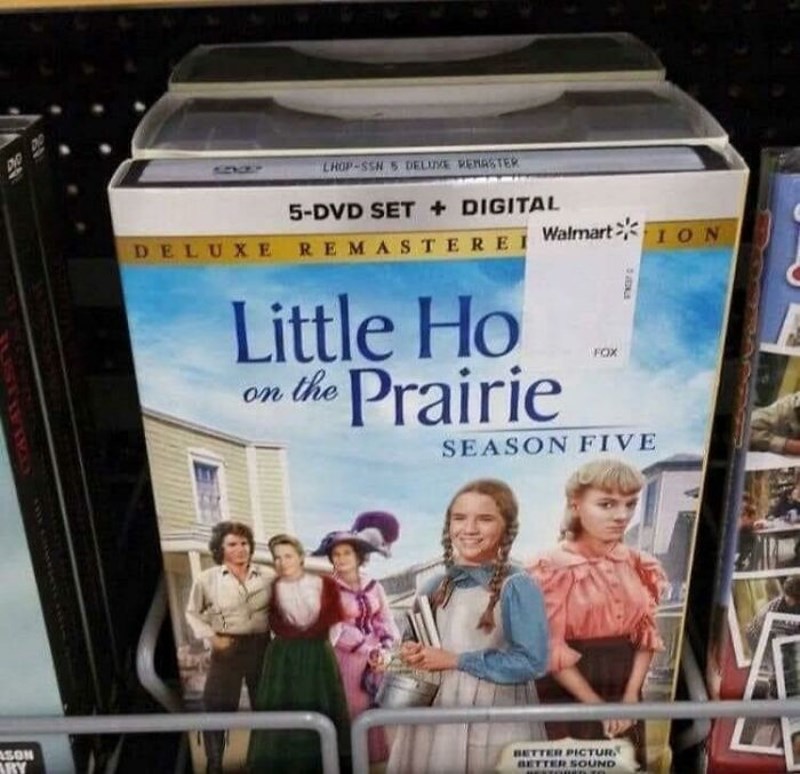 LHOP-SSN 5 DELUXE REMASTER
5-DVD SET + DIGITAL
DELUXE REMASTERE ION
Walmart
FOX
Little Ho
on the Prairie
SEASON FIVE
BETTER PICTUR
BETTER SOUND
DVD
DVD
ASON
ARY